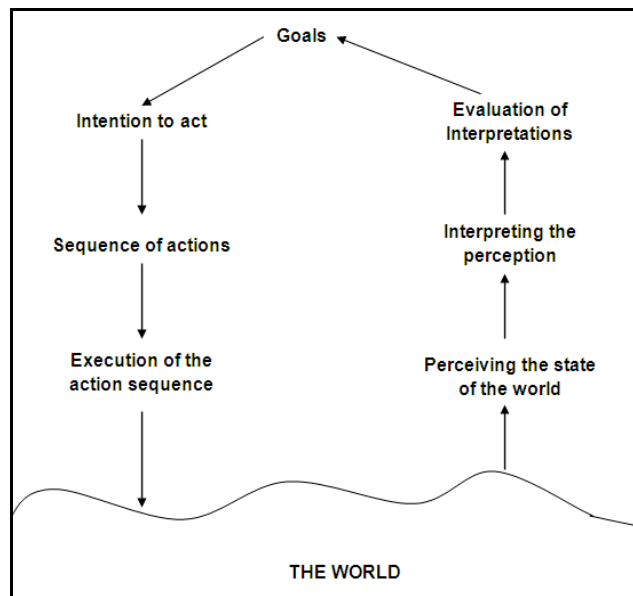 Goals
Intention to act
Evaluation of
Interpretations
Sequence of actions
Interpreting the
perception
Execution of the
action sequence
Perceiving the state
of the world
THE WORLD